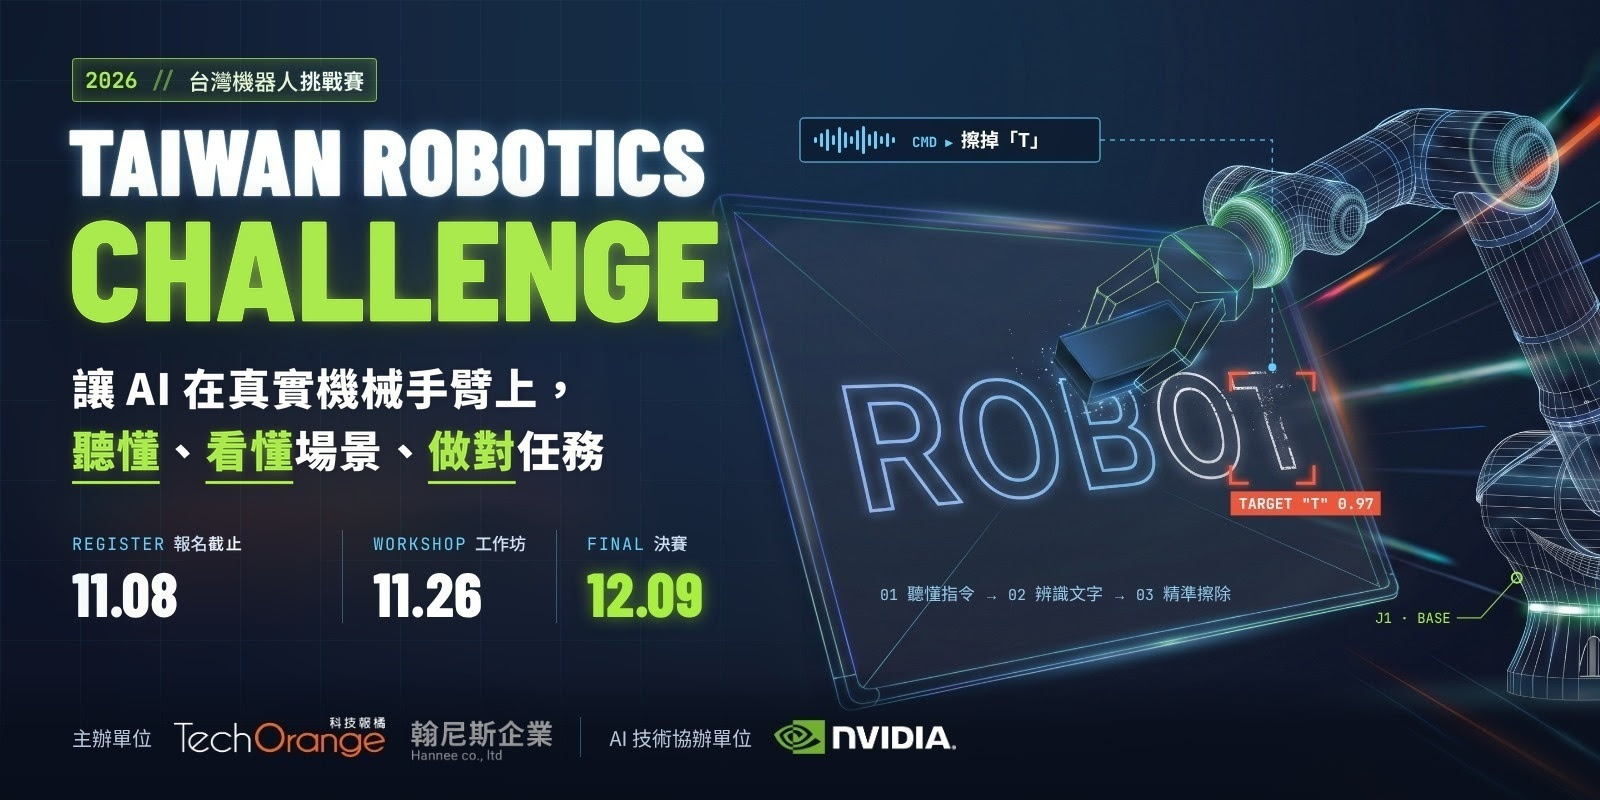 2026 // 台灣機器人挑戰賽
TAIWAN ROBOTICS
CHALLENGE
讓 AI 在真實機械手臂上，
聽懂、看懂場景、做對任務
REGISTER 報名截止
11.08
WORKSHOP 工作坊
11.26
FINAL 決賽
12.09
主辦單位
科技報橘
TechOrange
翰尼斯企業
Hannee co., ltd
AI 技術協辦單位
NVIDIA.
CMD ▸ 擦掉「T」
ROBOT
TARGET "T" 0.97
01 聽懂指令 → 02 辨識文字 → 03 精準擦除
J1 · BASE